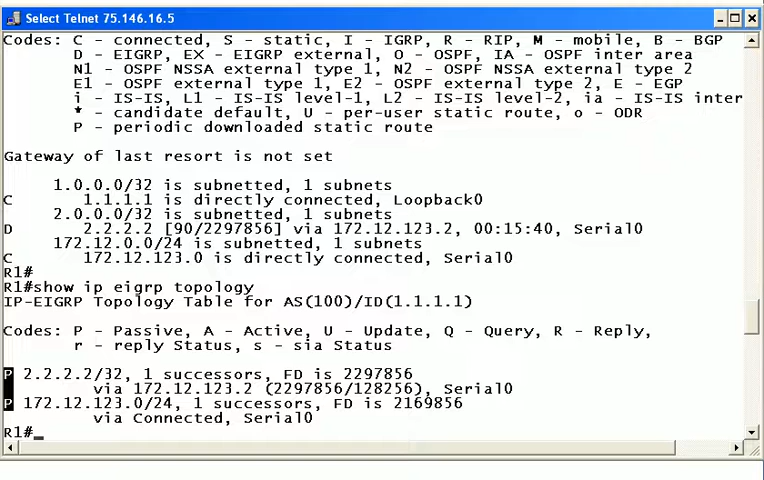 Select Telnet 75.146.16.5
Codes: C - connected, S - static, I - IGRP, R - RIP, M - mobile, B - BGP
D - EIGRP, EX - EIGRP external, O - OSPF, IA - OSPF inter area
N1 - OSPF NSSA external type 1, N2 - OSPF NSSA external type 2
E1 - OSPF external type 1, E2 - OSPF external type 2, E - EGP
i - IS-IS, L1 - IS-IS level-1, L2 - IS-IS level-2, ia - IS-IS inter
* - candidate default, U - per-user static route, o - ODR
P - periodic downloaded static route
Gateway of last resort is not set
1.0.0.0/32 is subnetted, 1 subnets
C 1.1.1.1 is directly connected, Loopback0
2.0.0.0/32 is subnetted, 1 subnets
D 2.2.2.2 [90/2297856] via 172.12.123.2, 00:15:40, Serial0
172.12.0.0/24 is subnetted, 1 subnets
C 172.12.123.0 is directly connected, Serial0
R1#
R1#show ip eigrp topology
IP-EIGRP Topology Table for AS(100)/ID(1.1.1.1)
Codes: P - Passive, A - Active, U - Update, Q - Query, R - Reply,
r - reply Status, s - sia Status
P 2.2.2.2/32, 1 successors, FD is 2297856
via 172.12.123.2 (2297856/128256), Serial0
P 172.12.123.0/24, 1 successors, FD is 2169856
via Connected, Serial0
R1#